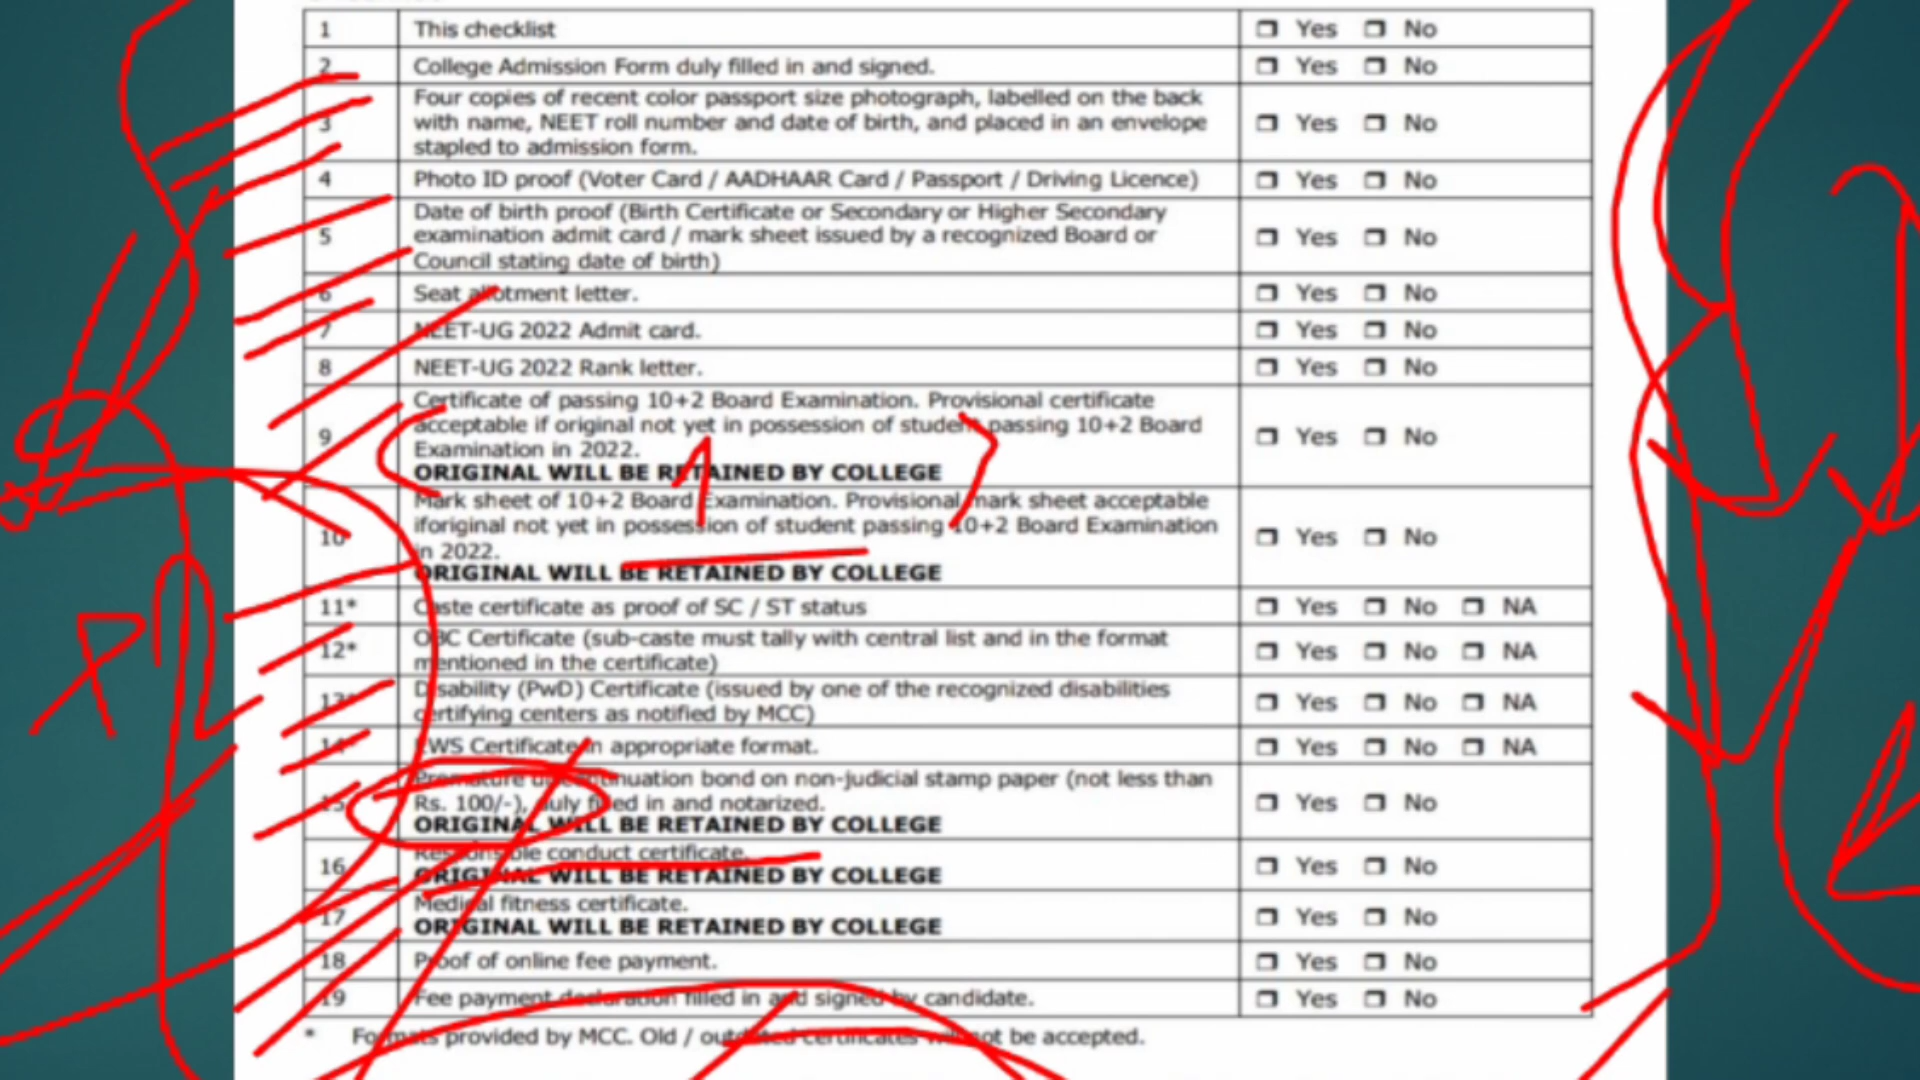 1 This checklist ❒ Yes ❒ No
2 College Admission Form duly filled in and signed. ❒ Yes ❒ No
Four copies of recent color passport size photograph, labelled on the back
3 with name, NEET roll number and date of birth, and placed in an envelope ❒ Yes ❒ No
stapled to admission form.
4 Photo ID proof (Voter Card / AADHAAR Card / Passport / Driving Licence) ❒ Yes ❒ No
Date of birth proof (Birth Certificate or Secondary or Higher Secondary
5 examination admit card / mark sheet issued by a recognized Board or ❒ Yes ❒ No
Council stating date of birth)
6 Seat allotment letter. ❒ Yes ❒ No
7 NEET-UG 2022 Admit card. ❒ Yes ❒ No
8 NEET-UG 2022 Rank letter. ❒ Yes ❒ No
Certificate of passing 10+2 Board Examination. Provisional certificate
9 acceptable if original not yet in possession of student passing 10+2 Board ❒ Yes ❒ No
Examination in 2022.
ORIGINAL WILL BE RETAINED BY COLLEGE
Mark sheet of 10+2 Board Examination. Provisional mark sheet acceptable
10 iforiginal not yet in possession of student passing 10+2 Board Examination ❒ Yes ❒ No
in 2022.
ORIGINAL WILL BE RETAINED BY COLLEGE
11* Caste certificate as proof of SC / ST status ❒ Yes ❒ No ❒ NA
12* OBC Certificate (sub-caste must tally with central list and in the format ❒ Yes ❒ No ❒ NA
mentioned in the certificate)
13* Disability (PwD) Certificate (issued by one of the recognized disabilities ❒ Yes ❒ No ❒ NA
certifying centers as notified by MCC)
14* EWS Certificate in appropriate format. ❒ Yes ❒ No ❒ NA
Premature discontinuation bond on non-judicial stamp paper (not less than
15 Rs. 100/-), duly filled in and notarized. ❒ Yes ❒ No
ORIGINAL WILL BE RETAINED BY COLLEGE
16 Responsible conduct certificate. ❒ Yes ❒ No
ORIGINAL WILL BE RETAINED BY COLLEGE
17 Medical fitness certificate. ❒ Yes ❒ No
ORIGINAL WILL BE RETAINED BY COLLEGE
18 Proof of online fee payment. ❒ Yes ❒ No
19 Fee payment declaration filled in and signed by candidate. ❒ Yes ❒ No
* Formats provided by MCC. Old / outdated certificates will not be accepted.